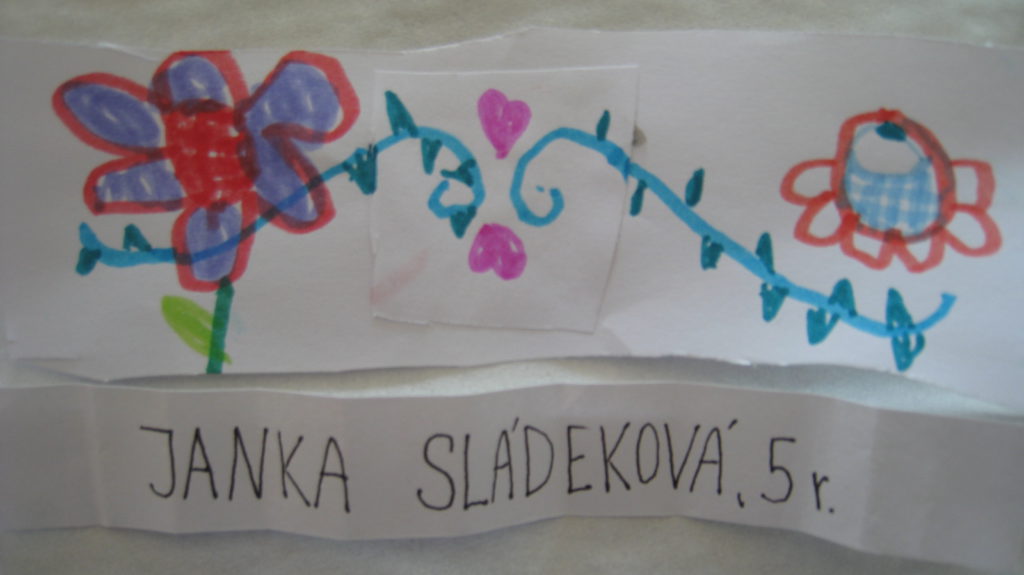 JANKA SLÁDEKOVÁ, 5 r.